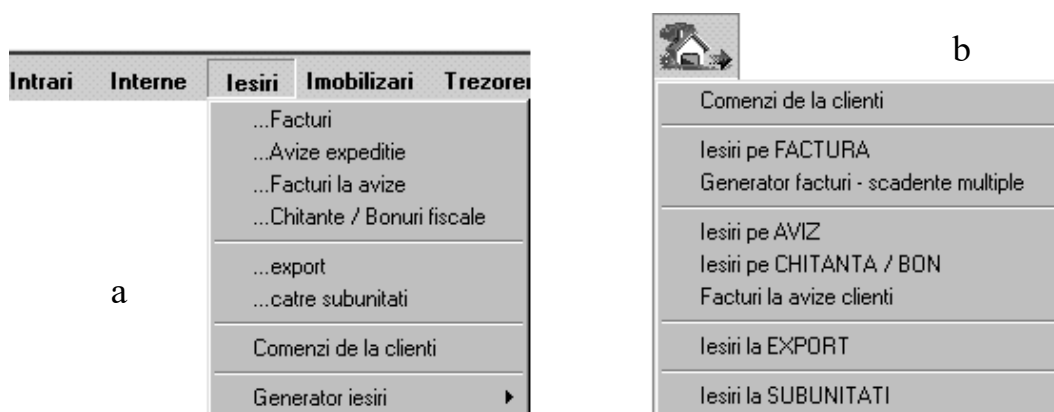 Intrari Interne Iesiri Imobilizari Trezorer
...Facturi
...Avize expeditie
...Facturi la avize
...Chitante / Bonuri fiscale
...export
...catre subunitati
Comenzi de la clienti
Generator iesiri
a
b
Comenzi de la clienti
Iesiri pe FACTURA
Generator facturi - scadente multiple
Iesiri pe AVIZ
Iesiri pe CHITANTA / BON
Facturi la avize clienti
Iesiri la EXPORT
Iesiri la SUBUNITATI